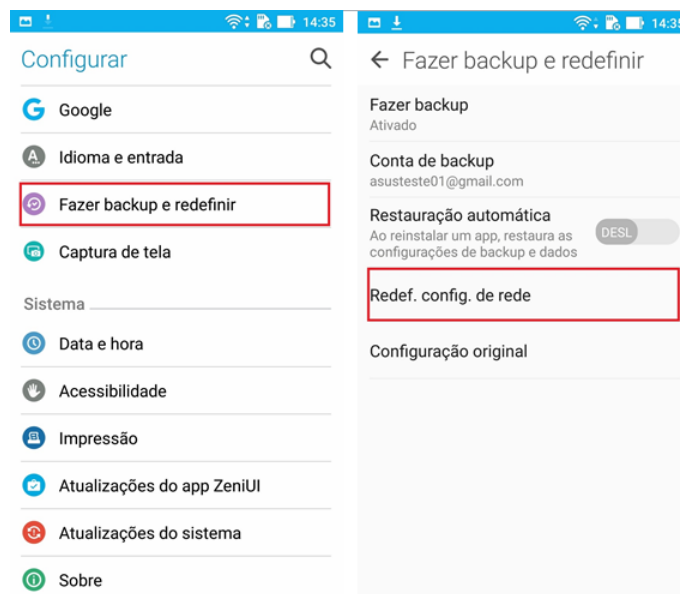 14:35
Configurar
Google
Idioma e entrada
Fazer backup e redefinir
Captura de tela
Sistema
Data e hora
Acessibilidade
Impressão
Atualizações do app ZeniUI
Atualizações do sistema
Sobre
14:35
Fazer backup e redefinir
Fazer backup
Ativado
Conta de backup
asusteste01@gmail.com
Restauração automática
Ao reinstalar um app, restaura as
configurações de backup e dados
DESL
Redef. config. de rede
Configuração original